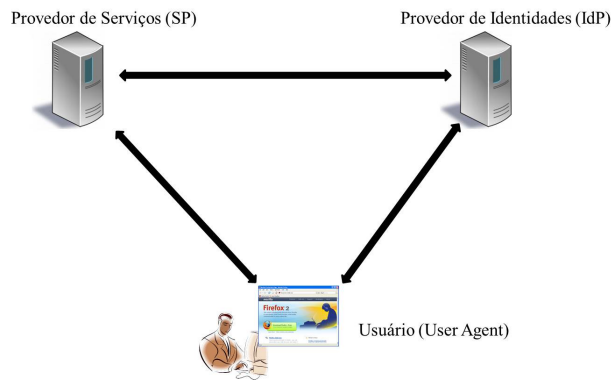 Provedor de Serviços (SP)
Provedor de Identidades (IdP)
Firefox 2
Usuário (User Agent)